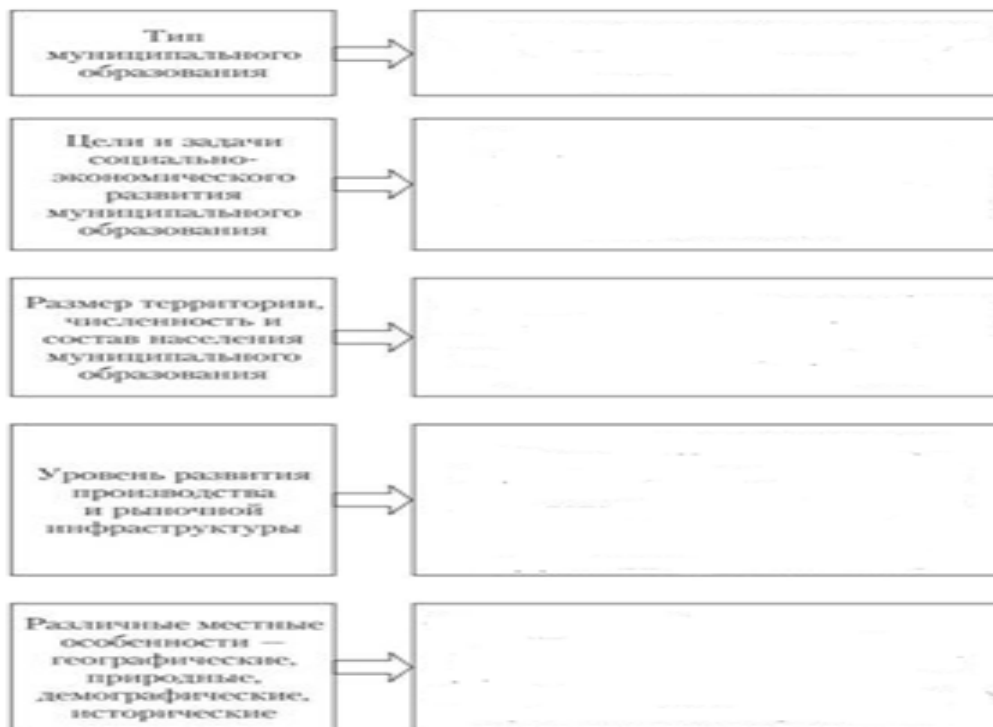 Тип
муниципального
образования
Цели и задачи
социально-
экономического
развития
муниципального
образования
Размер территории,
численность и
состав населения
муниципального
образования
Уровень развития
производства
и рыночной
инфраструктуры
Различные местные
особенности —
географические,
природные,
демографические,
исторические